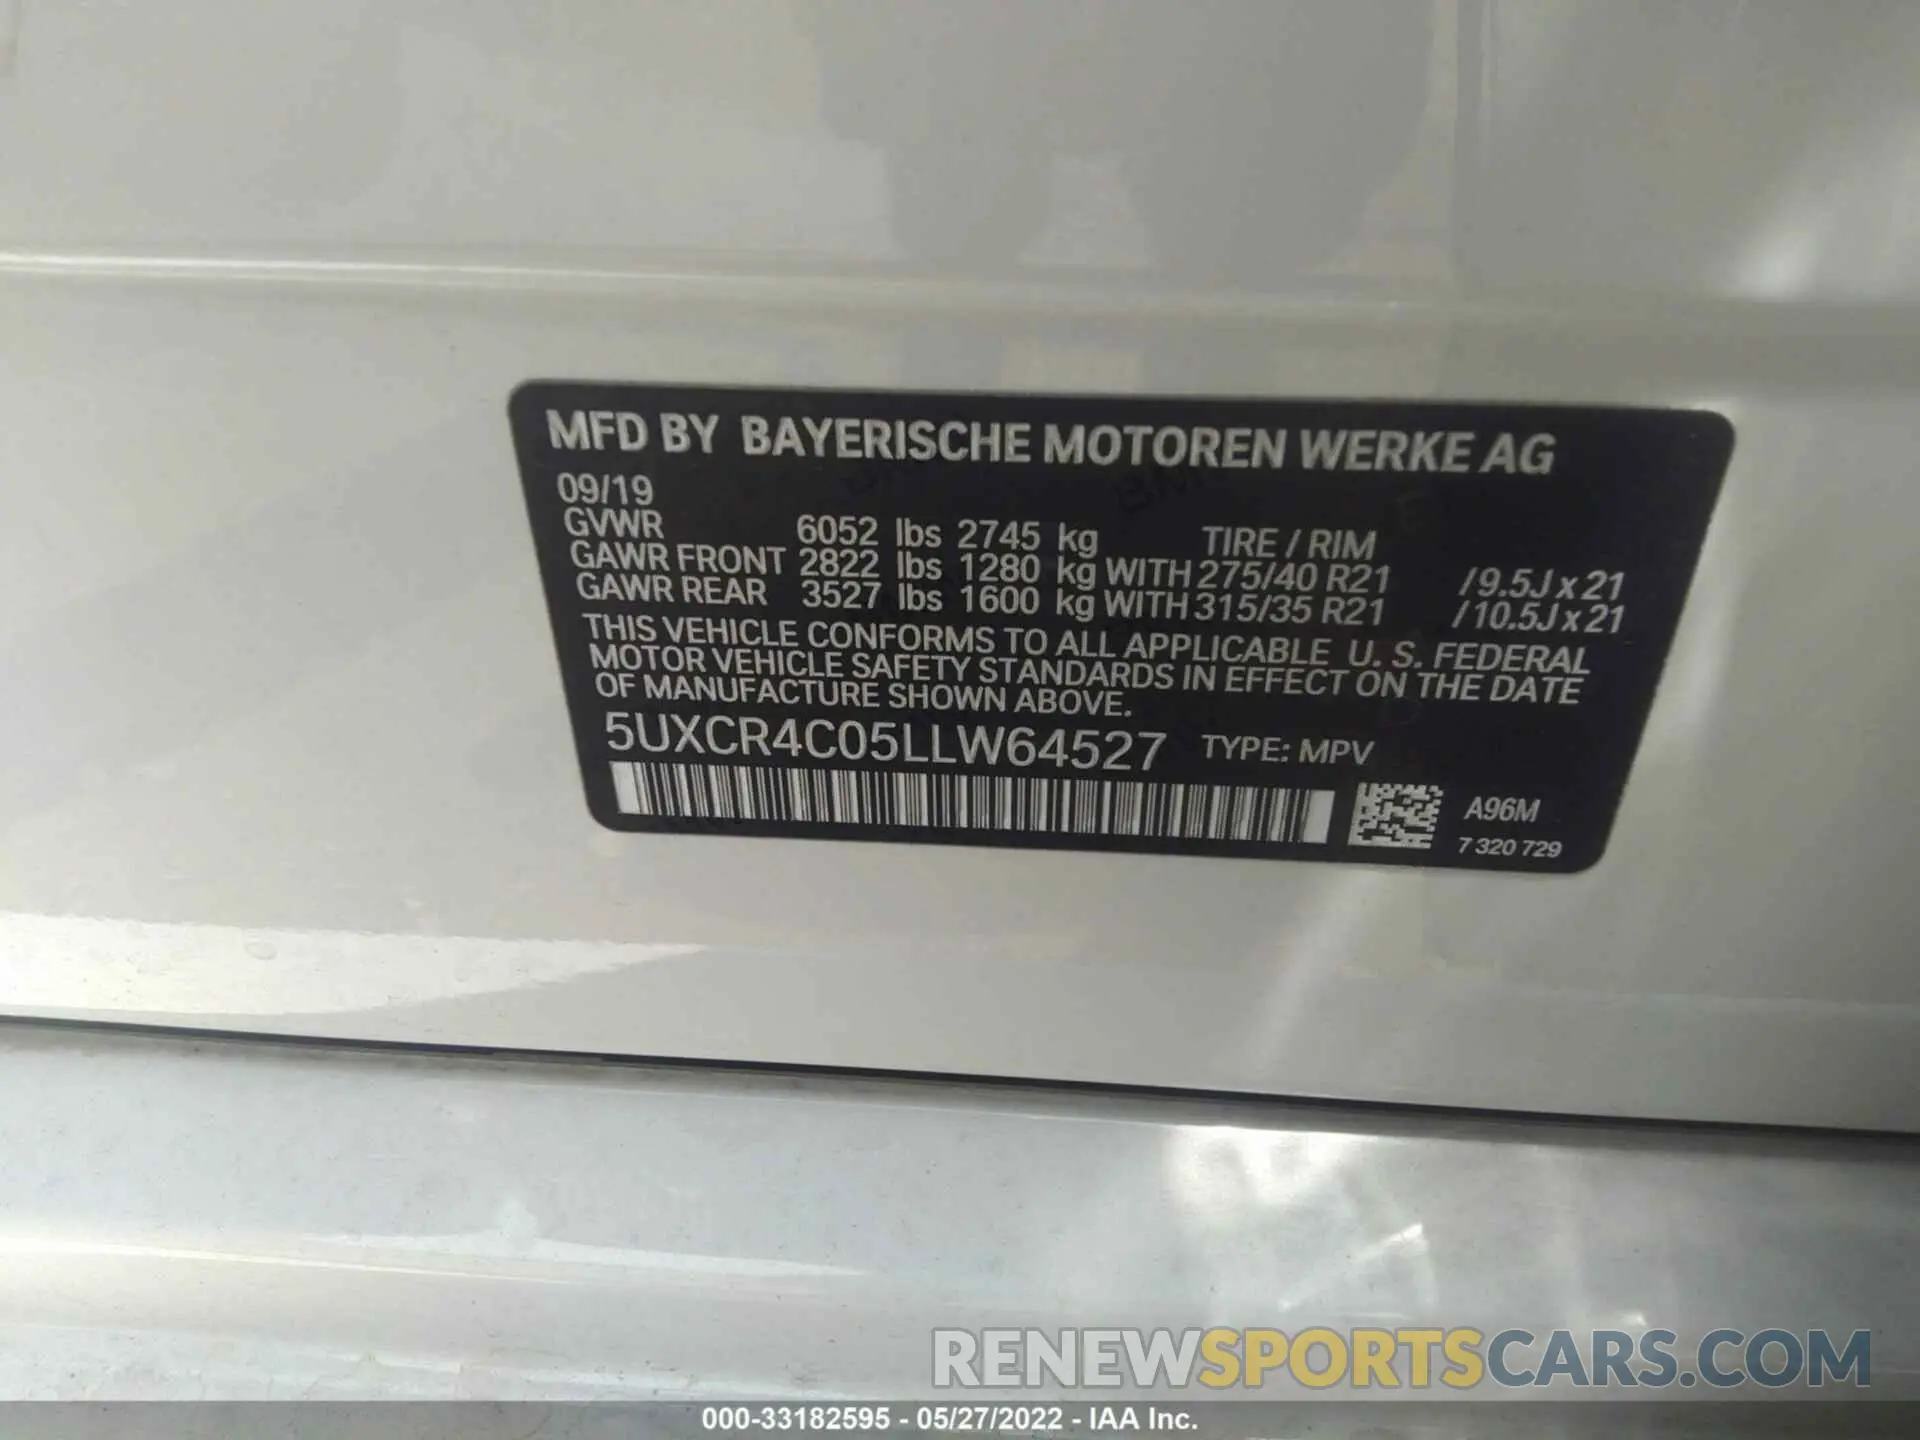 MFD BY BAYERISCHE MOTOREN WERKE AG
09/19
GVWR 6052 lbs 2745 kg TIRE / RIM
GAWR FRONT 2822 lbs 1280 kg WITH 275/40 R21 /9.5J x 21
GAWR REAR 3527 lbs 1600 kg WITH 315/35 R21 /10.5J x 21
THIS VEHICLE CONFORMS TO ALL APPLICABLE U. S. FEDERAL
MOTOR VEHICLE SAFETY STANDARDS IN EFFECT ON THE DATE
OF MANUFACTURE SHOWN ABOVE.
5UXCR4C05LLW64527 TYPE: MPV
A96M
7 320 729
RENEWSPORTSCARS.COM
000-33182595 - 05/27/2022 - IAA Inc.